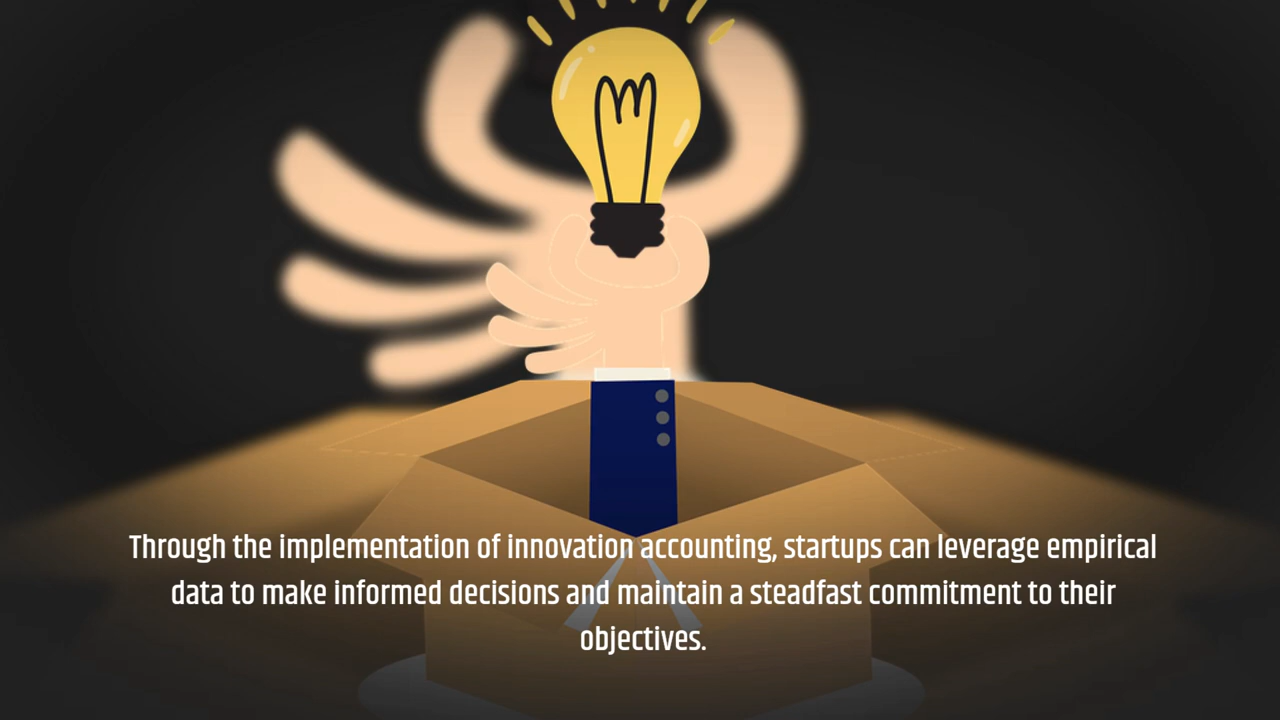 Through the implementation of innovation accounting, startups can leverage empirical
data to make informed decisions and maintain a steadfast commitment to their
objectives.